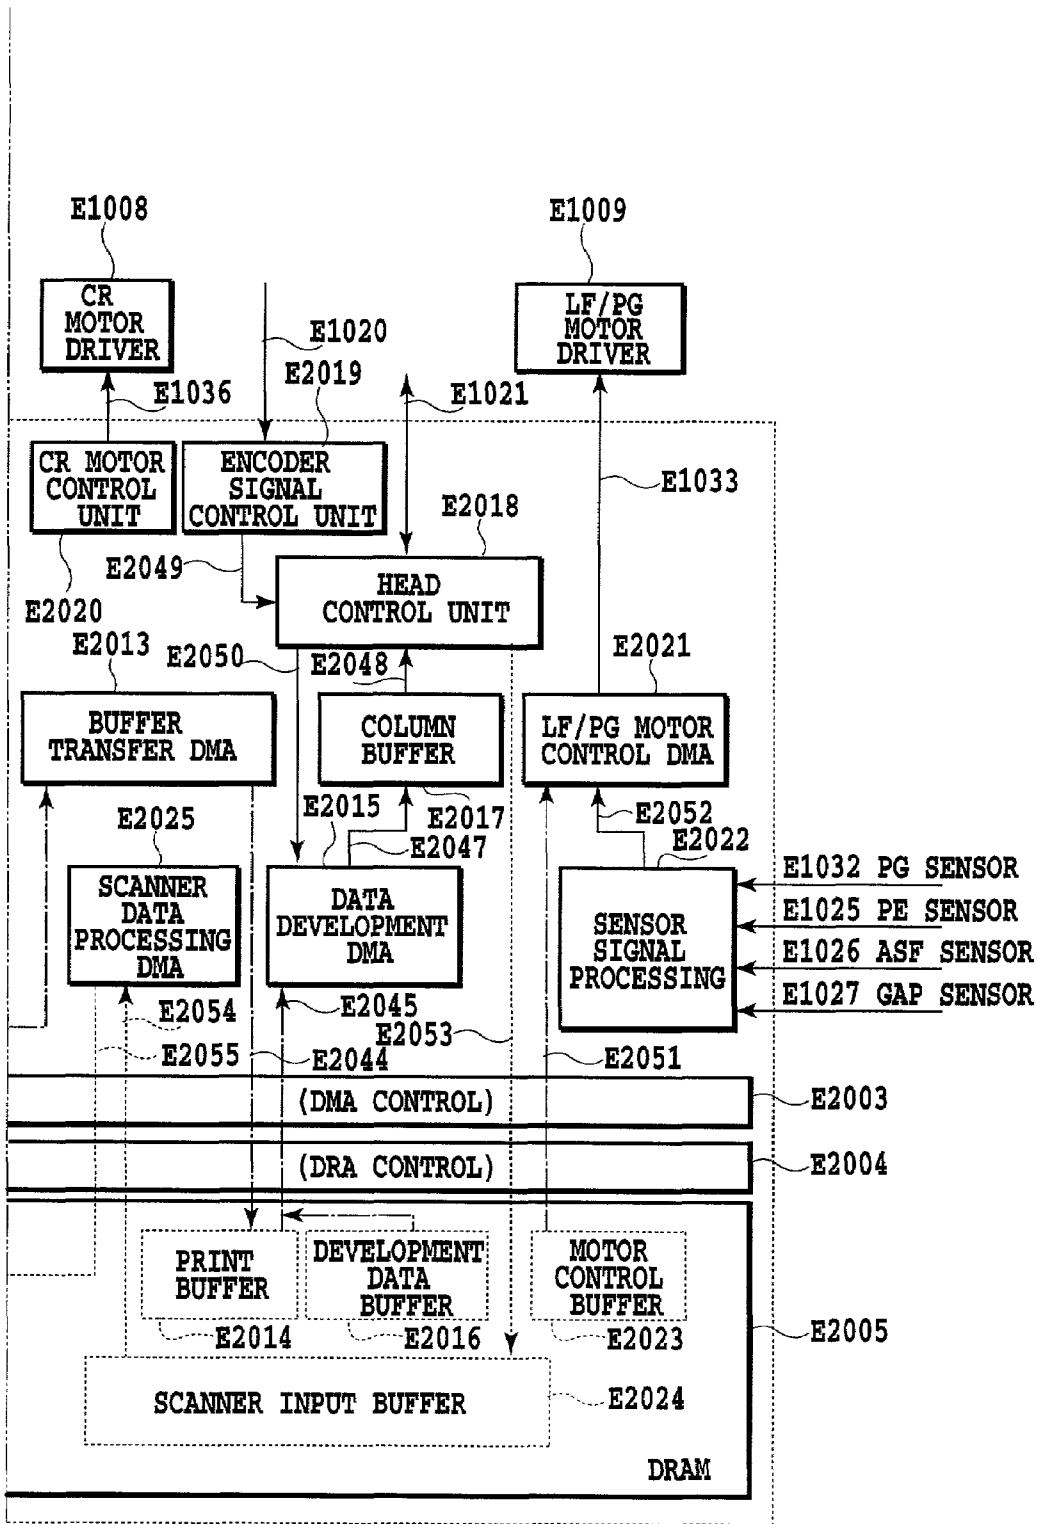 E1008
E1009
CR
MOTOR
DRIVER
LF/PG
MOTOR
DRIVER
E1020
E2019
E1036
E1021
CR MOTOR
CONTROL
UNIT
ENCODER
SIGNAL
CONTROL UNIT
E1033
E2018
E2049
HEAD
CONTROL UNIT
E2020
E2013
E2050
E2048
E2021
BUFFER
TRANSFER DMA
COLUMN
BUFFER
LF/PG MOTOR
CONTROL DMA
E2025
E2015
E2017
E2047
E2052
E2022
SCANNER
DATA
PROCESSING
DMA
DATA
DEVELOPMENT
DMA
SENSOR
SIGNAL
PROCESSING
E1032 PG SENSOR
E1025 PE SENSOR
E1026 ASF SENSOR
E1027 GAP SENSOR
E2054
E2045
E2053
E2055
E2044
E2051
(DMA CONTROL)
E2003
(DRA CONTROL)
E2004
PRINT
BUFFER
DEVELOPMENT
DATA
BUFFER
MOTOR
CONTROL
BUFFER
E2014
E2016
E2023
E2005
SCANNER INPUT BUFFER
E2024
DRAM